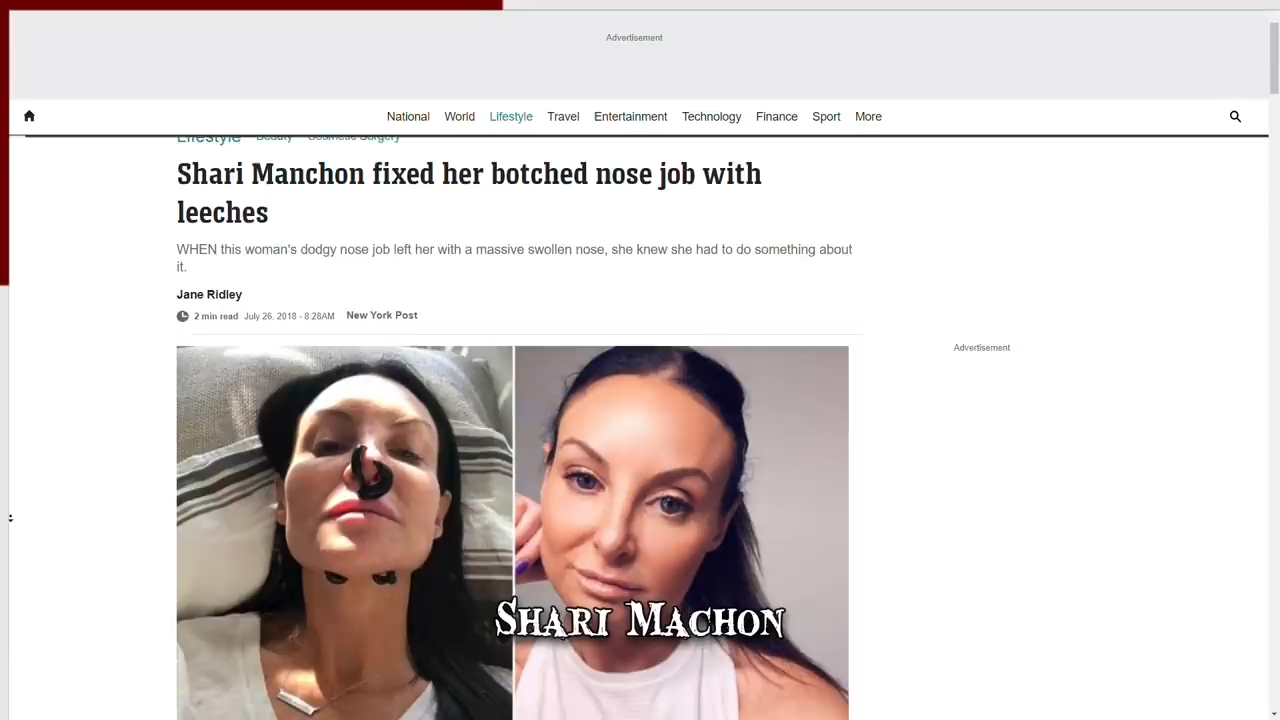 Advertisement
National World Lifestyle Travel Entertainment Technology Finance Sport More
Lifestyle Beauty Cosmetic Surgery
Shari Manchon fixed her botched nose job with
leeches
WHEN this woman's dodgy nose job left her with a massive swollen nose, she knew she had to do something about
it.
Jane Ridley
2 min read July 26, 2018 - 8:28AM New York Post
Advertisement
Shari Machon